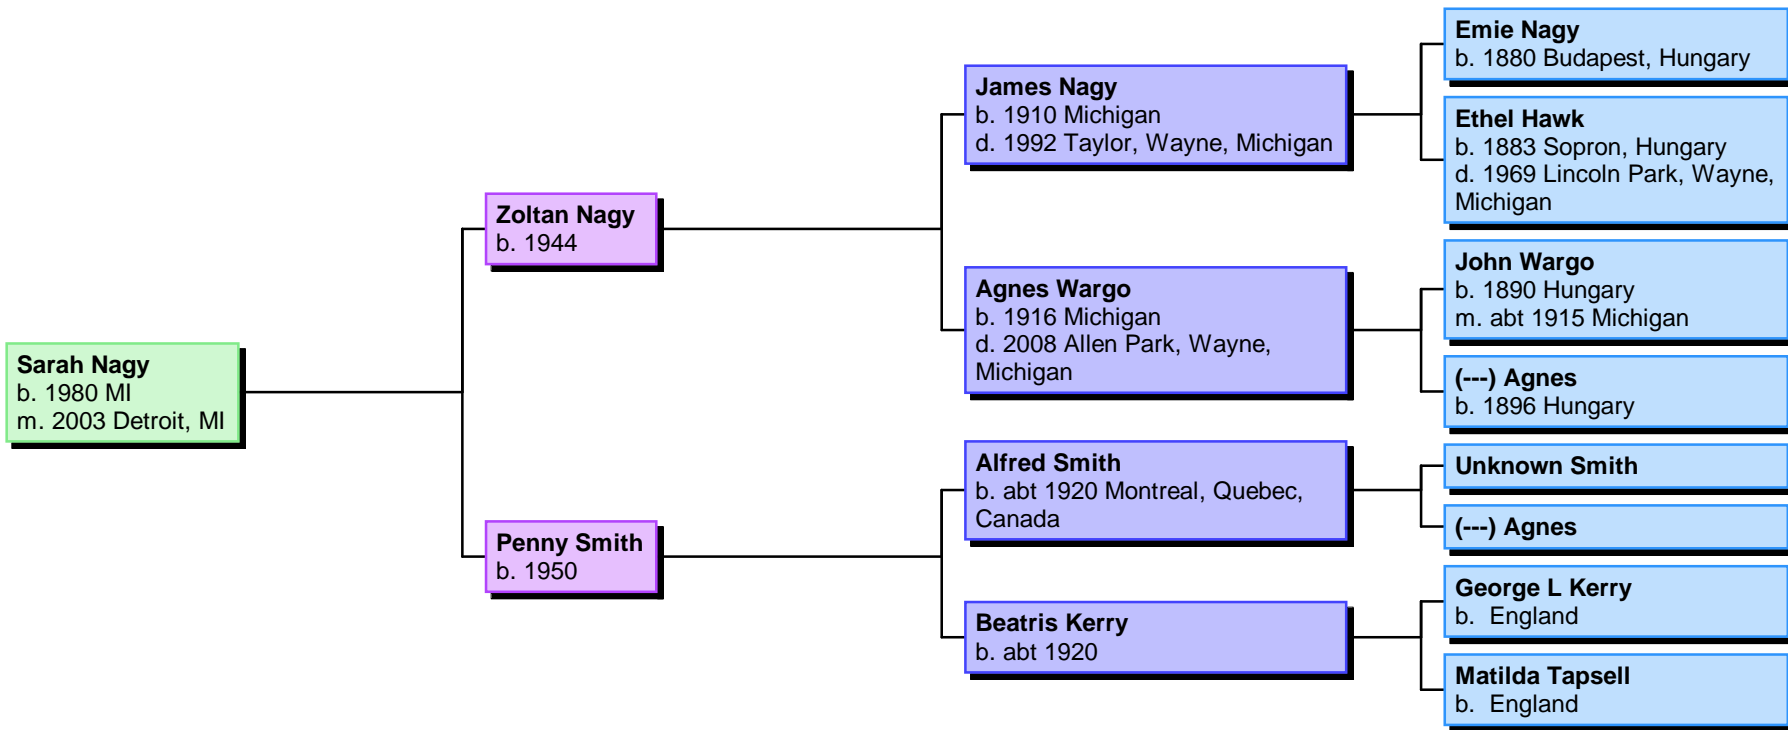 Sarah Nagy
b. 1980 MI
m. 2003 Detroit, MI
Zoltan Nagy
b. 1944
Penny Smith
b. 1950
James Nagy
b. 1910 Michigan
d. 1992 Taylor, Wayne, Michigan
Agnes Wargo
b. 1916 Michigan
d. 2008 Allen Park, Wayne,
Michigan
Alfred Smith
b. abt 1920 Montreal, Quebec,
Canada
Beatris Kerry
b. abt 1920
Emie Nagy
b. 1880 Budapest, Hungary
Ethel Hawk
b. 1883 Sopron, Hungary
d. 1969 Lincoln Park, Wayne,
Michigan
John Wargo
b. 1890 Hungary
m. abt 1915 Michigan
(---) Agnes
b. 1896 Hungary
Unknown Smith
(---) Agnes
George L Kerry
b.  England
Matilda Tapsell
b.  England